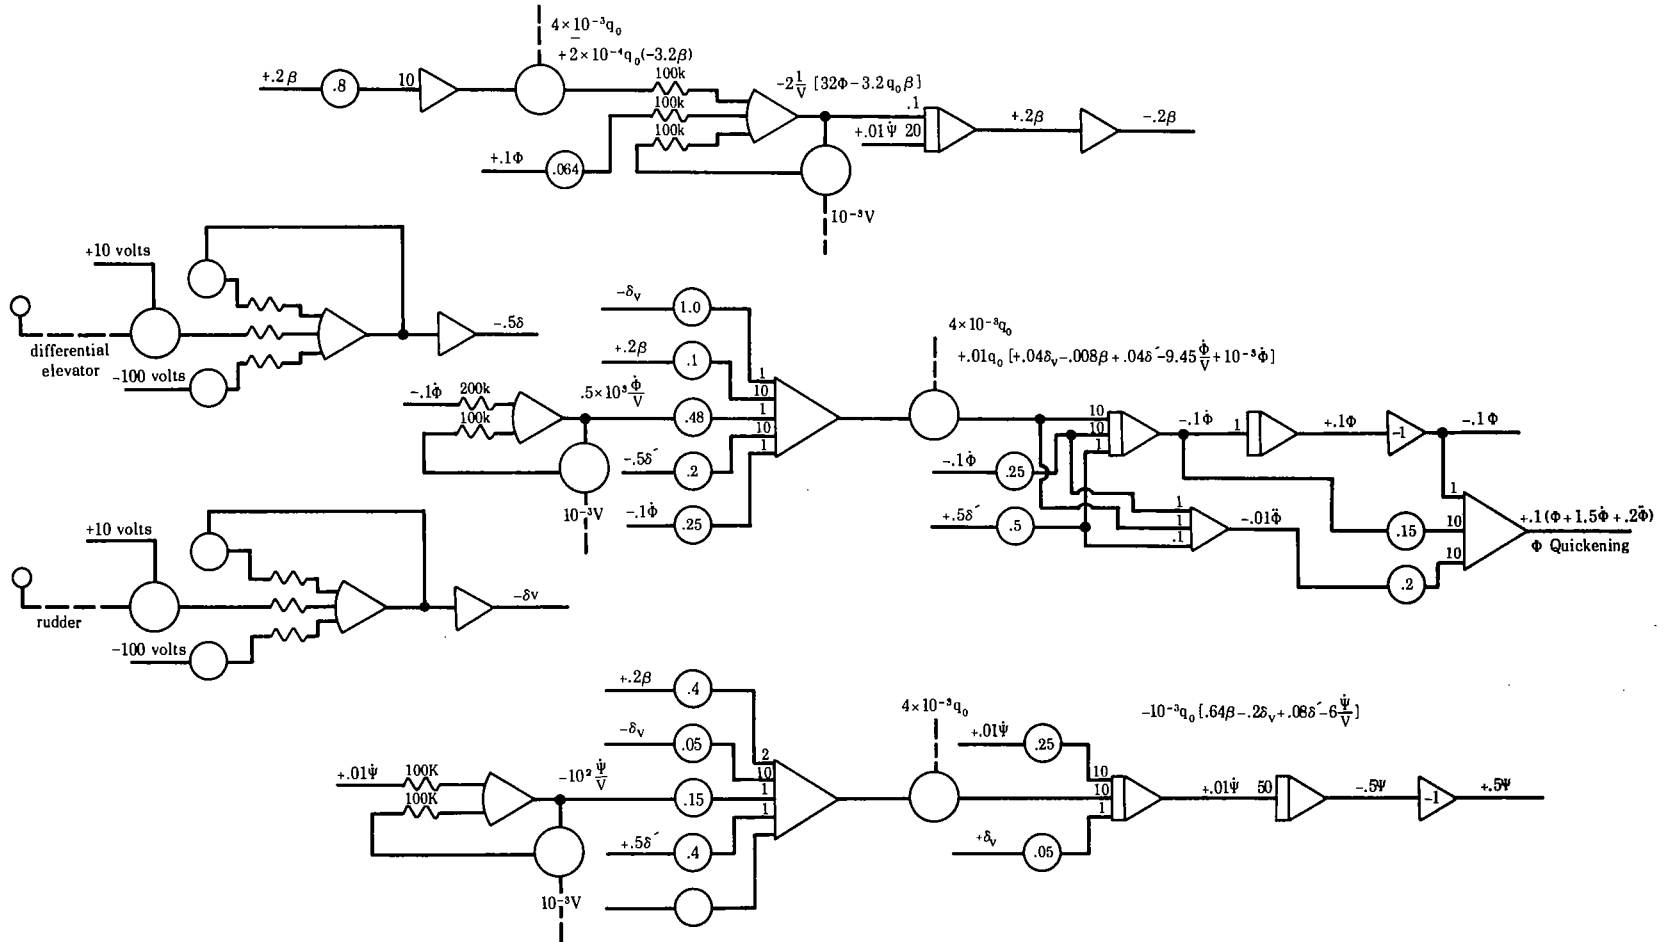 4×10⁻³q₀
+2×10⁻⁴q₀(−3.2β)
+.2β
.8
10
100k
100k
100k
−2 1/V [32Φ−3.2q₀β]
.1
+.01Ψ̇ 20
+.2β
−.2β
+.1Φ
.064
10⁻³V
+10 volts
differential
elevator
−100 volts
−.5δ
−δᵥ
1.0
+.2β
.1
−.1Φ̇
200k
100k
.5×10³ Φ̇/V
.48
−.5δ´
.2
−.1Φ̇
.25
10⁻³V
1
10
1
10
1
4×10⁻³q₀
+.01q₀ [+.04δᵥ−.008β+.04δ´−9.45 Φ̇/V+10⁻³Φ̇]
10
10
1
−.1Φ̇
1
+.1Φ
−1
−.1Φ
−.1Φ̇
.25
+.5δ´
.5
1
1
.1
−.01Φ̈
.15
.2
1
10
10
+.1(Φ+1.5Φ̇+.2Φ̈)
Φ Quickening
+10 volts
rudder
−100 volts
−δv
+.2β
.4
−δᵥ
.05
+.01Ψ̇
100K
100K
−10² Ψ̇/V
.15
+.5δ´
.4
10⁻³V
2
10
1
1
4×10⁻³q₀
−10⁻³q₀[.64β−.2δᵥ+.08δ´−6 Ψ̇/V]
+.01Ψ̇
.25
10
10
1
+δᵥ
.05
+.01Ψ̇
50
−.5Ψ
−1
+.5Ψ